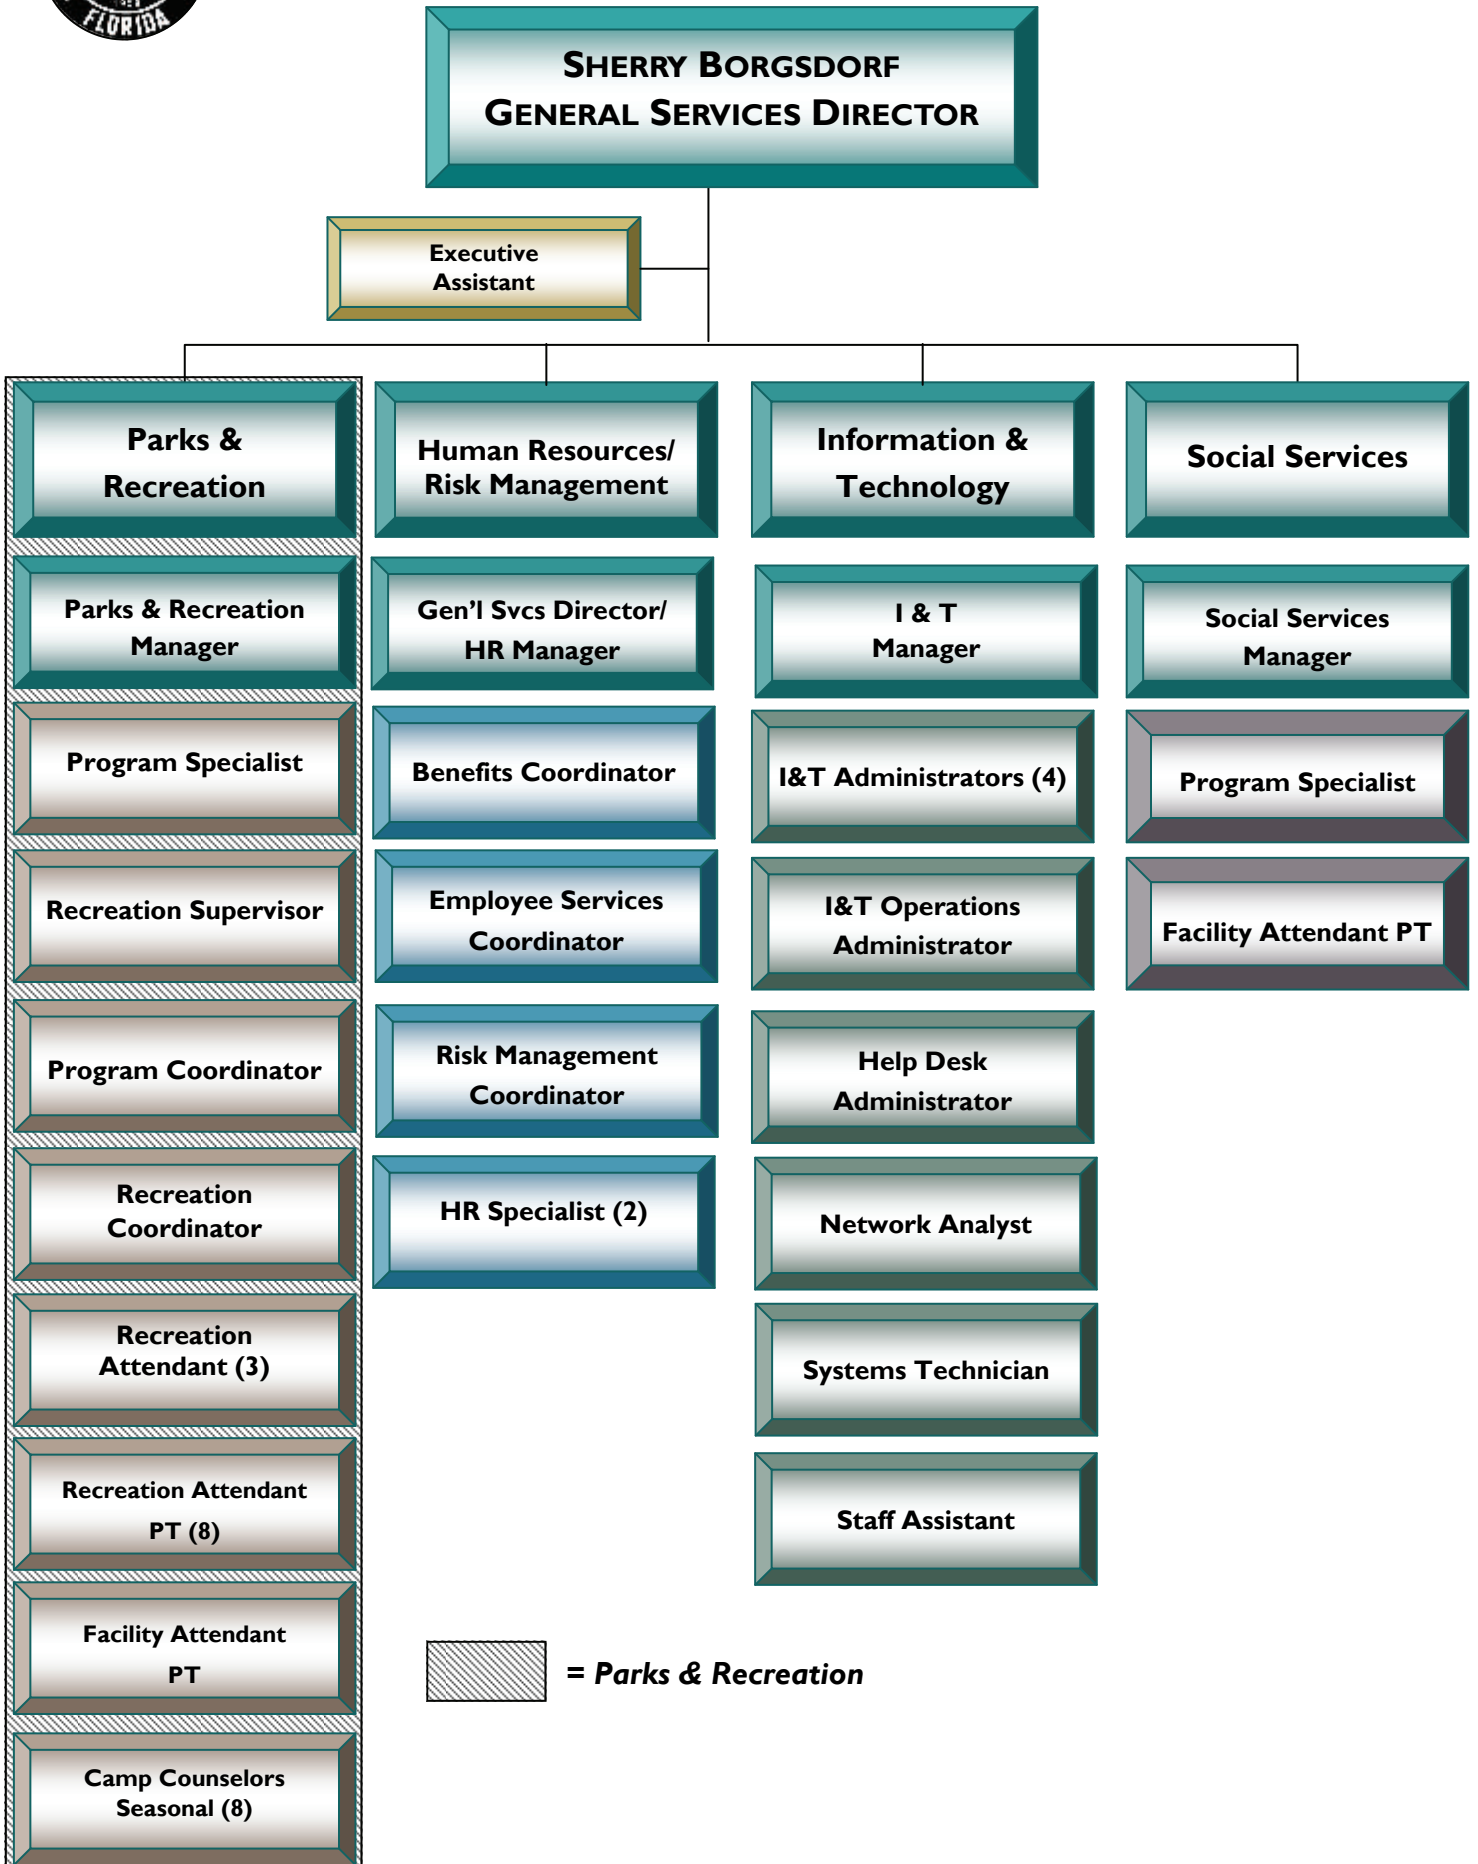 FLORIDA
SHERRY BORGSDORF
GENERAL SERVICES DIRECTOR
Executive
Assistant
Parks &
Recreation
Human Resources/
Risk Management
Information &
Technology
Social Services
Parks & Recreation
Manager
Gen'l Svcs Director/
HR Manager
I & T
Manager
Social Services
Manager
Program Specialist
Benefits Coordinator
I&T Administrators (4)
Program Specialist
Recreation Supervisor
Employee Services
Coordinator
I&T Operations
Administrator
Facility Attendant PT
Program Coordinator
Risk Management
Coordinator
Help Desk
Administrator
Recreation
Coordinator
HR Specialist (2)
Network Analyst
Recreation
Attendant (3)
Systems Technician
Recreation Attendant
PT (8)
Staff Assistant
Facility Attendant
PT
= Parks & Recreation
Camp Counselors
Seasonal (8)